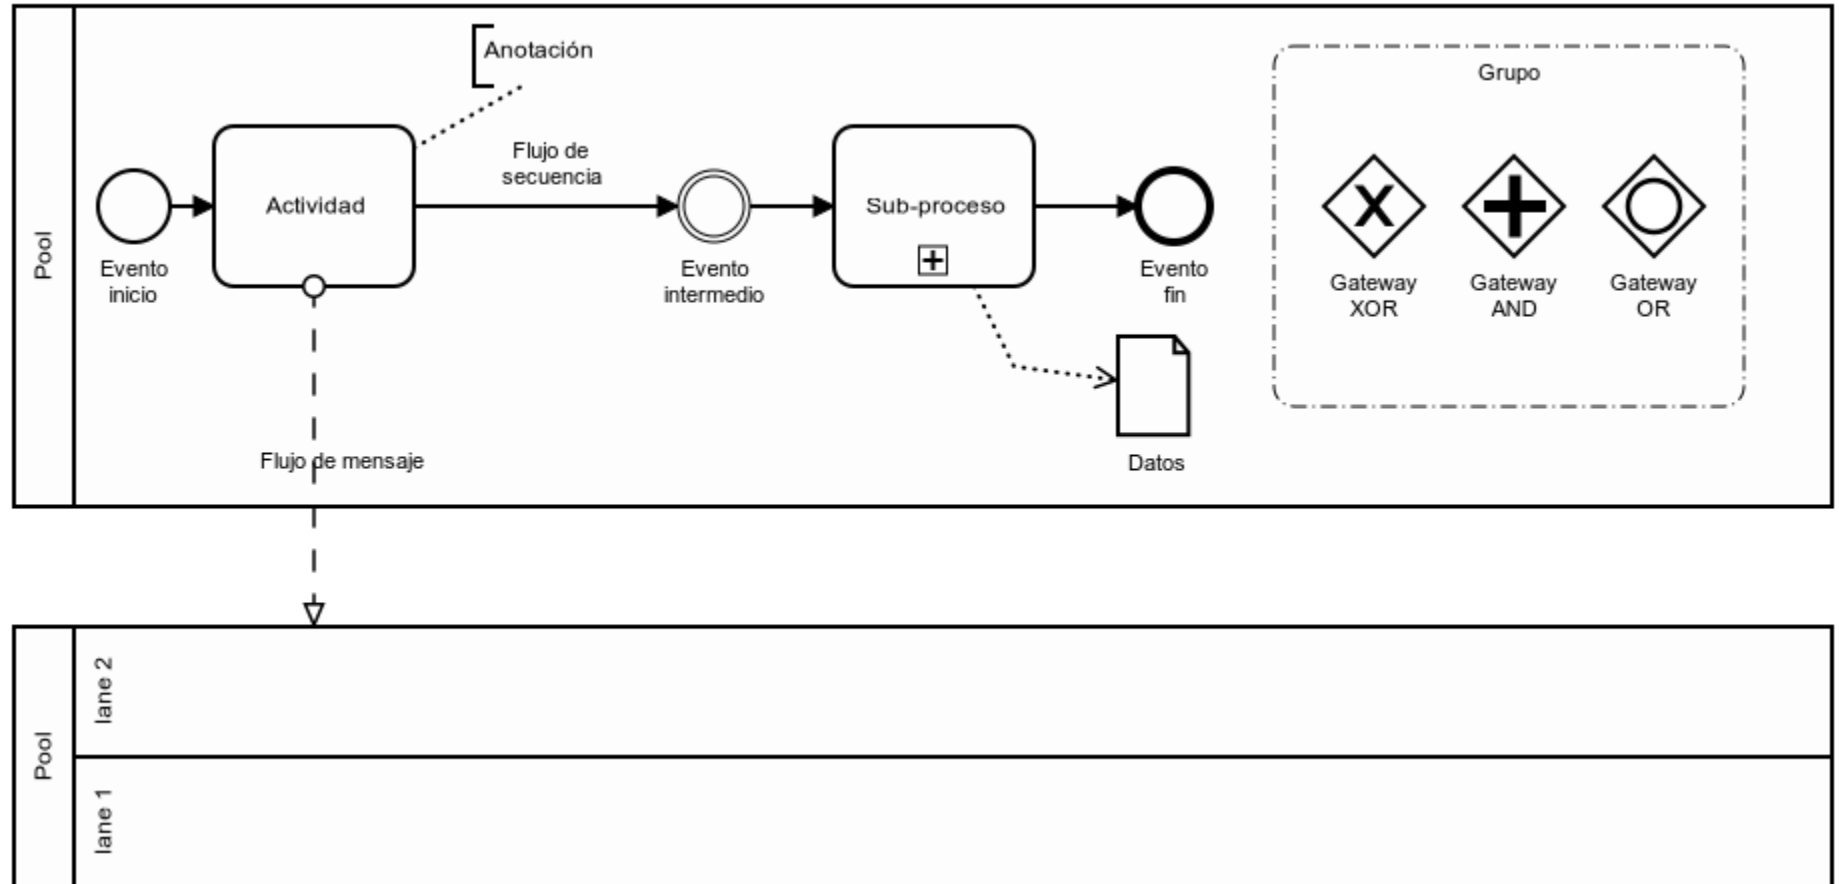 Pool
Anotación
Grupo
Flujo de
secuencia
Actividad
Sub-proceso
X
Evento
inicio
Evento
intermedio
Evento
fin
Gateway
XOR
Gateway
AND
Gateway
OR
Flujo de mensaje
Datos
Pool
lane 2
lane 1